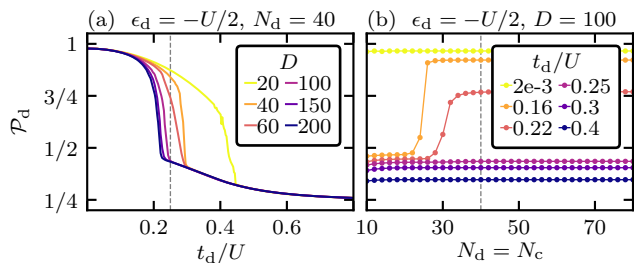 (a) ϵd = −U/2, Nd = 40
(b) ϵd = −U/2, D = 100
1
3/4
1/2
1/4
𝒫d
D
20 100
40 150
60 200
td/U
2e-3 0.25
0.16 0.3
0.22 0.4
0.2 0.4 0.6
10 30 50 70
td/U
Nd = Nc